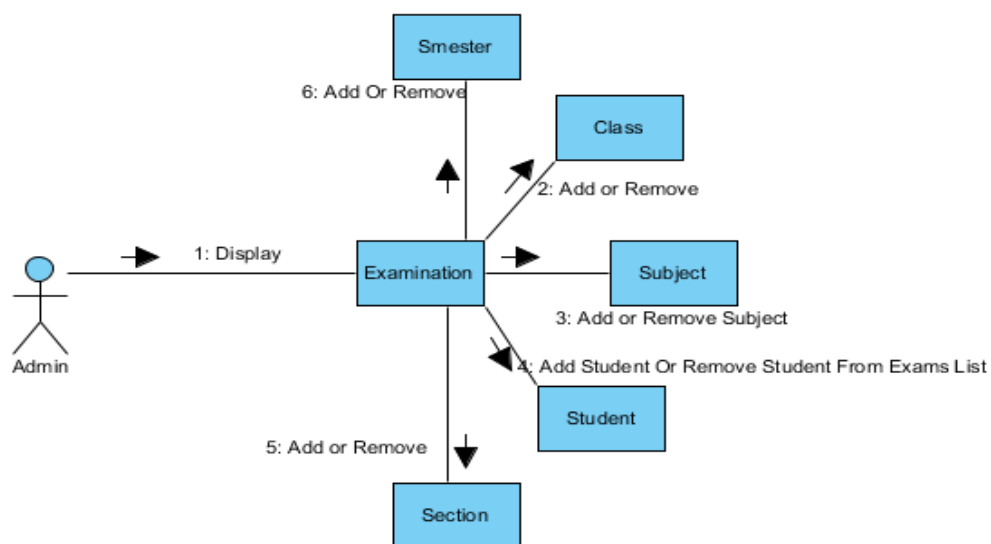 Smester
6: Add Or Remove
Class
2: Add or Remove
1: Display
Examination
Subject
3: Add or Remove Subject
Admin
4: Add Student Or Remove Student From Exams List
Student
5: Add or Remove
Section